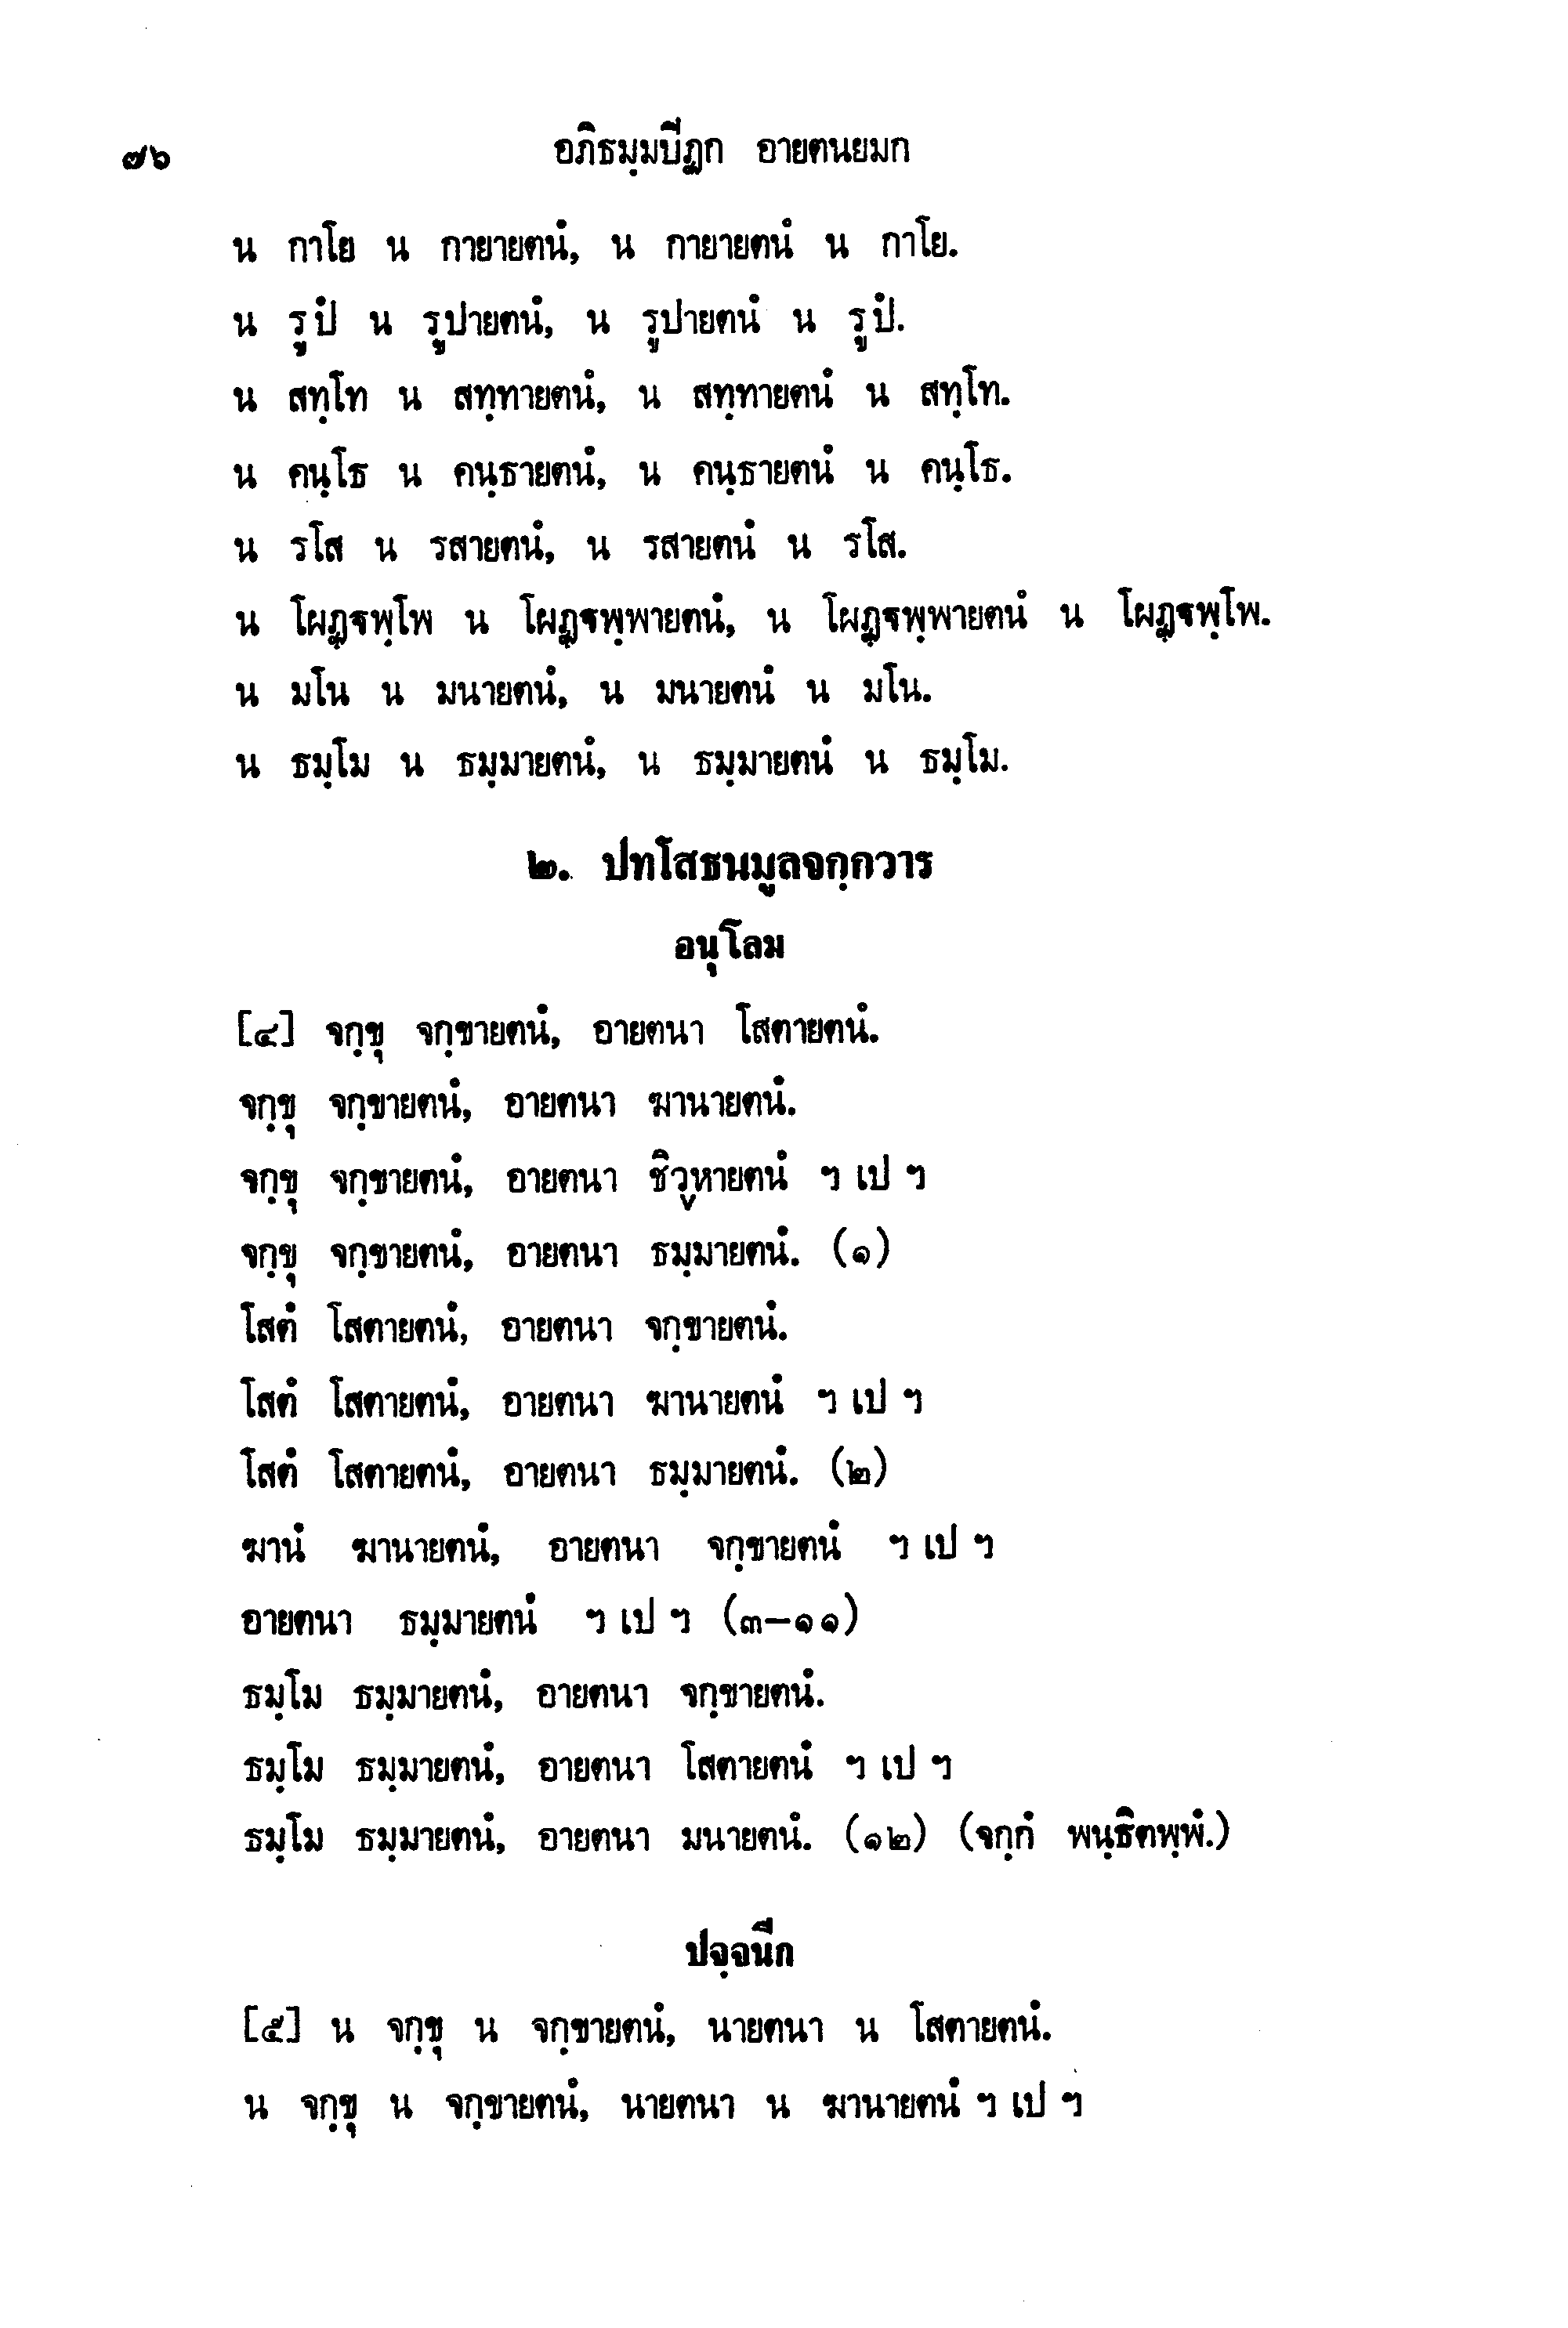 ๗๖ อภิธมฺมปีฏก อายตนยมก
น กาโย น กายายตนํ, น กายายตนํ น กาโย.
น รูปํ น รูปายตนํ, น รูปายตนํ น รูปํ.
น สทฺโท น สทฺทายตนํ, น สทฺทายตนํ น สทฺโท.
น คนฺโธ น คนฺธายตนํ, น คนฺธายตนํ น คนฺโธ.
น รโส น รสายตนํ, น รสายตนํ น รโส.
น โผฏฺฐพฺโพ น โผฏฺฐพฺพายตนํ, น โผฏฺฐพฺพายตนํ น โผฏฺฐพฺโพ.
น มโน น มนายตนํ, น มนายตนํ น มโน.
น ธมฺโม น ธมฺมายตนํ, น ธมฺมายตนํ น ธมฺโม.
๒. ปทโสธนมูลจกฺกวาร
อนุโลม
[๔] จกฺขุ จกฺขายตนํ, อายตนา โสตายตนํ.
จกฺขุ จกฺขายตนํ, อายตนา ฆานายตนํ.
จกฺขุ จกฺขายตนํ, อายตนา ชิวฺหายตนํ ฯ เป ฯ
จกฺขุ จกฺขายตนํ, อายตนา ธมฺมายตนํ. (๑)
โสตํ โสตายตนํ, อายตนา จกฺขายตนํ.
โสตํ โสตายตนํ, อายตนา ฆานายตนํ ฯ เป ฯ
โสตํ โสตายตนํ, อายตนา ธมฺมายตนํ. (๒)
ฆานํ ฆานายตนํ, อายตนา จกฺขายตนํ ฯ เป ฯ
อายตนา ธมฺมายตนํ ฯ เป ฯ (๓–๑๑)
ธมฺโม ธมฺมายตนํ, อายตนา จกฺขายตนํ.
ธมฺโม ธมฺมายตนํ, อายตนา โสตายตนํ ฯ เป ฯ
ธมฺโม ธมฺมายตนํ, อายตนา มนายตนํ. (๑๒) (จกฺกํ พนฺธิตพฺพํ.)
ปจฺจนีก
[๕] น จกฺขุ น จกฺขายตนํ, นายตนา น โสตายตนํ.
น จกฺขุ น จกฺขายตนํ, นายตนา น ฆานายตนํ ฯ เป ฯ